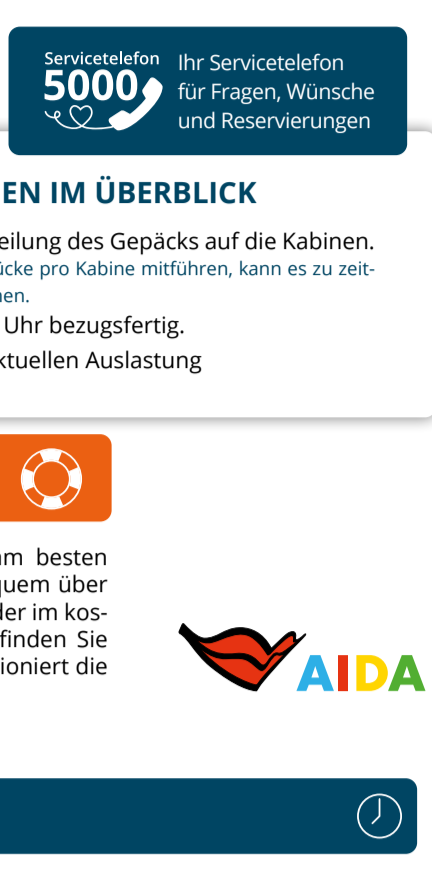 Servicetelefon
5000
Ihr Servicetelefon
für Fragen, Wünsche
und Reservierungen
EN IM ÜBERBLICK
eilung des Gepäcks auf die Kabinen.
ücke pro Kabine mitführen, kann es zu zeit-
nen.
Uhr bezugsfertig.
ktuellen Auslastung
am besten
quem über
der im kos-
finden Sie
ioniert die
AIDA